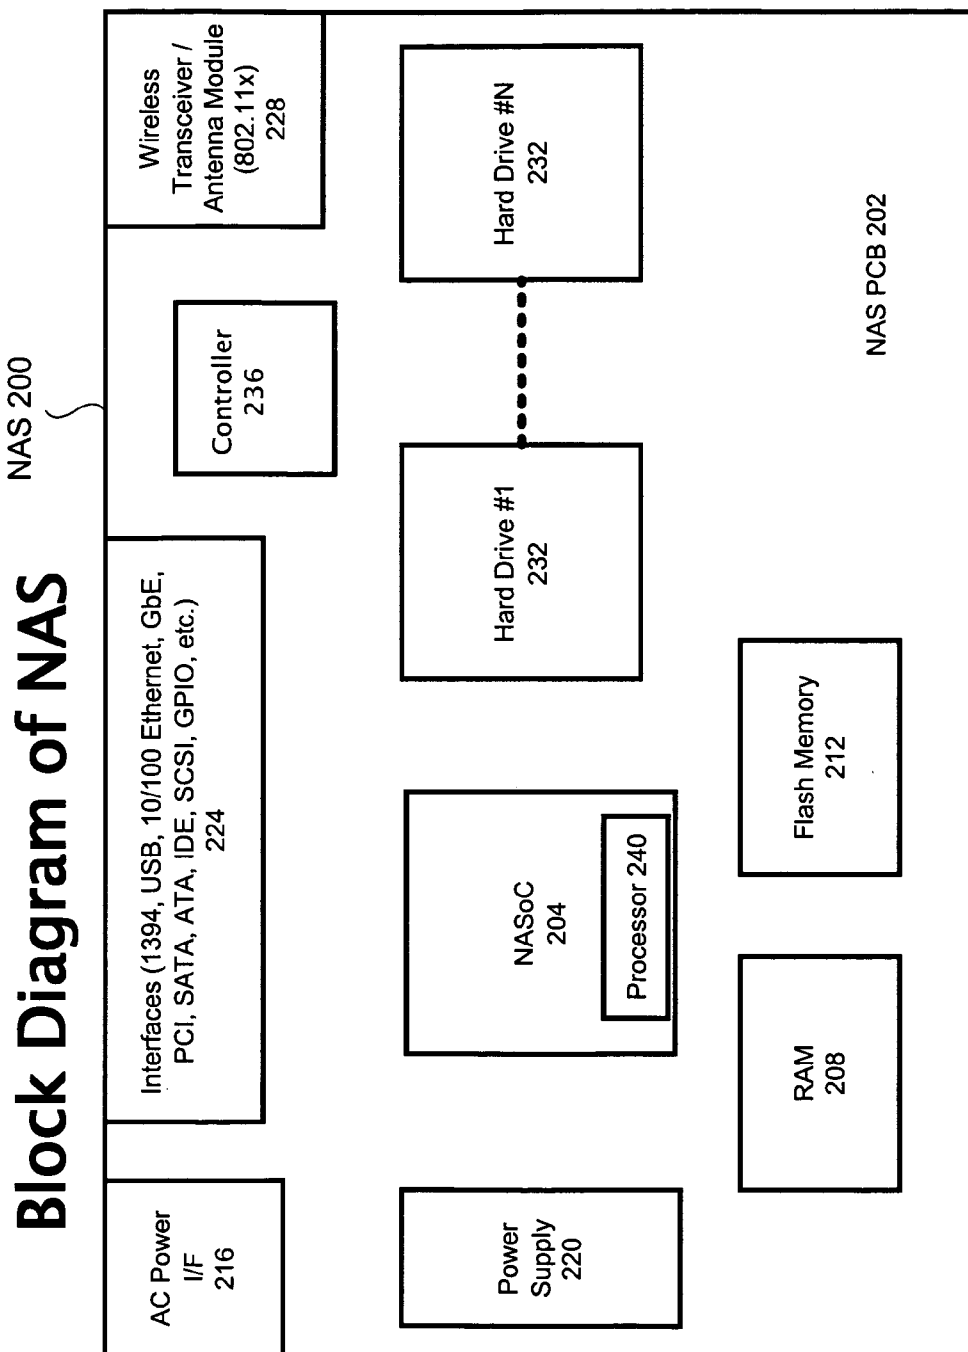 Block Diagram of NAS
NAS 200
AC Power
I/F
216
Interfaces (1394, USB, 10/100 Ethernet, GbE,
PCI, SATA, ATA, IDE, SCSI, GPIO, etc.)
224
Controller
236
Wireless
Transceiver /
Antenna Module
(802.11x)
228
Power
Supply
220
NASoC
204
Processor 240
Hard Drive #1
232
Hard Drive #N
232
RAM
208
Flash Memory
212
NAS PCB 202